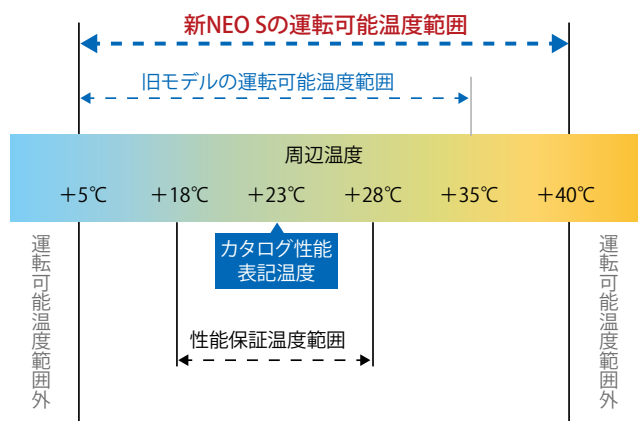 新NEO Sの運転可能温度範囲
旧モデルの運転可能温度範囲
周辺温度
+5℃ +18℃ +23℃ +28℃ +35℃ +40℃
カタログ性能
表記温度
運転可能温度範囲外
運転可能温度範囲外
性能保証温度範囲